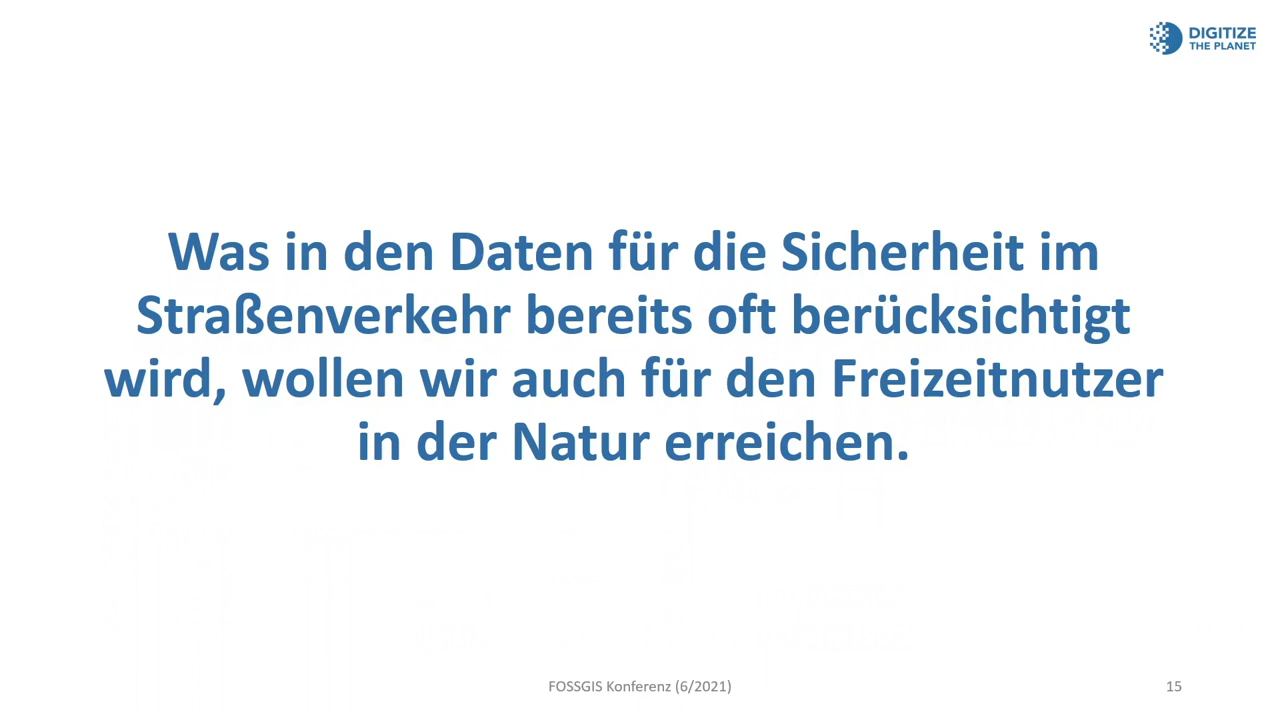 DIGITIZE
THE PLANET
Was in den Daten für die Sicherheit im
Straßenverkehr bereits oft berücksichtigt
wird, wollen wir auch für den Freizeitnutzer
in der Natur erreichen.
FOSSGIS Konferenz (6/2021)
15